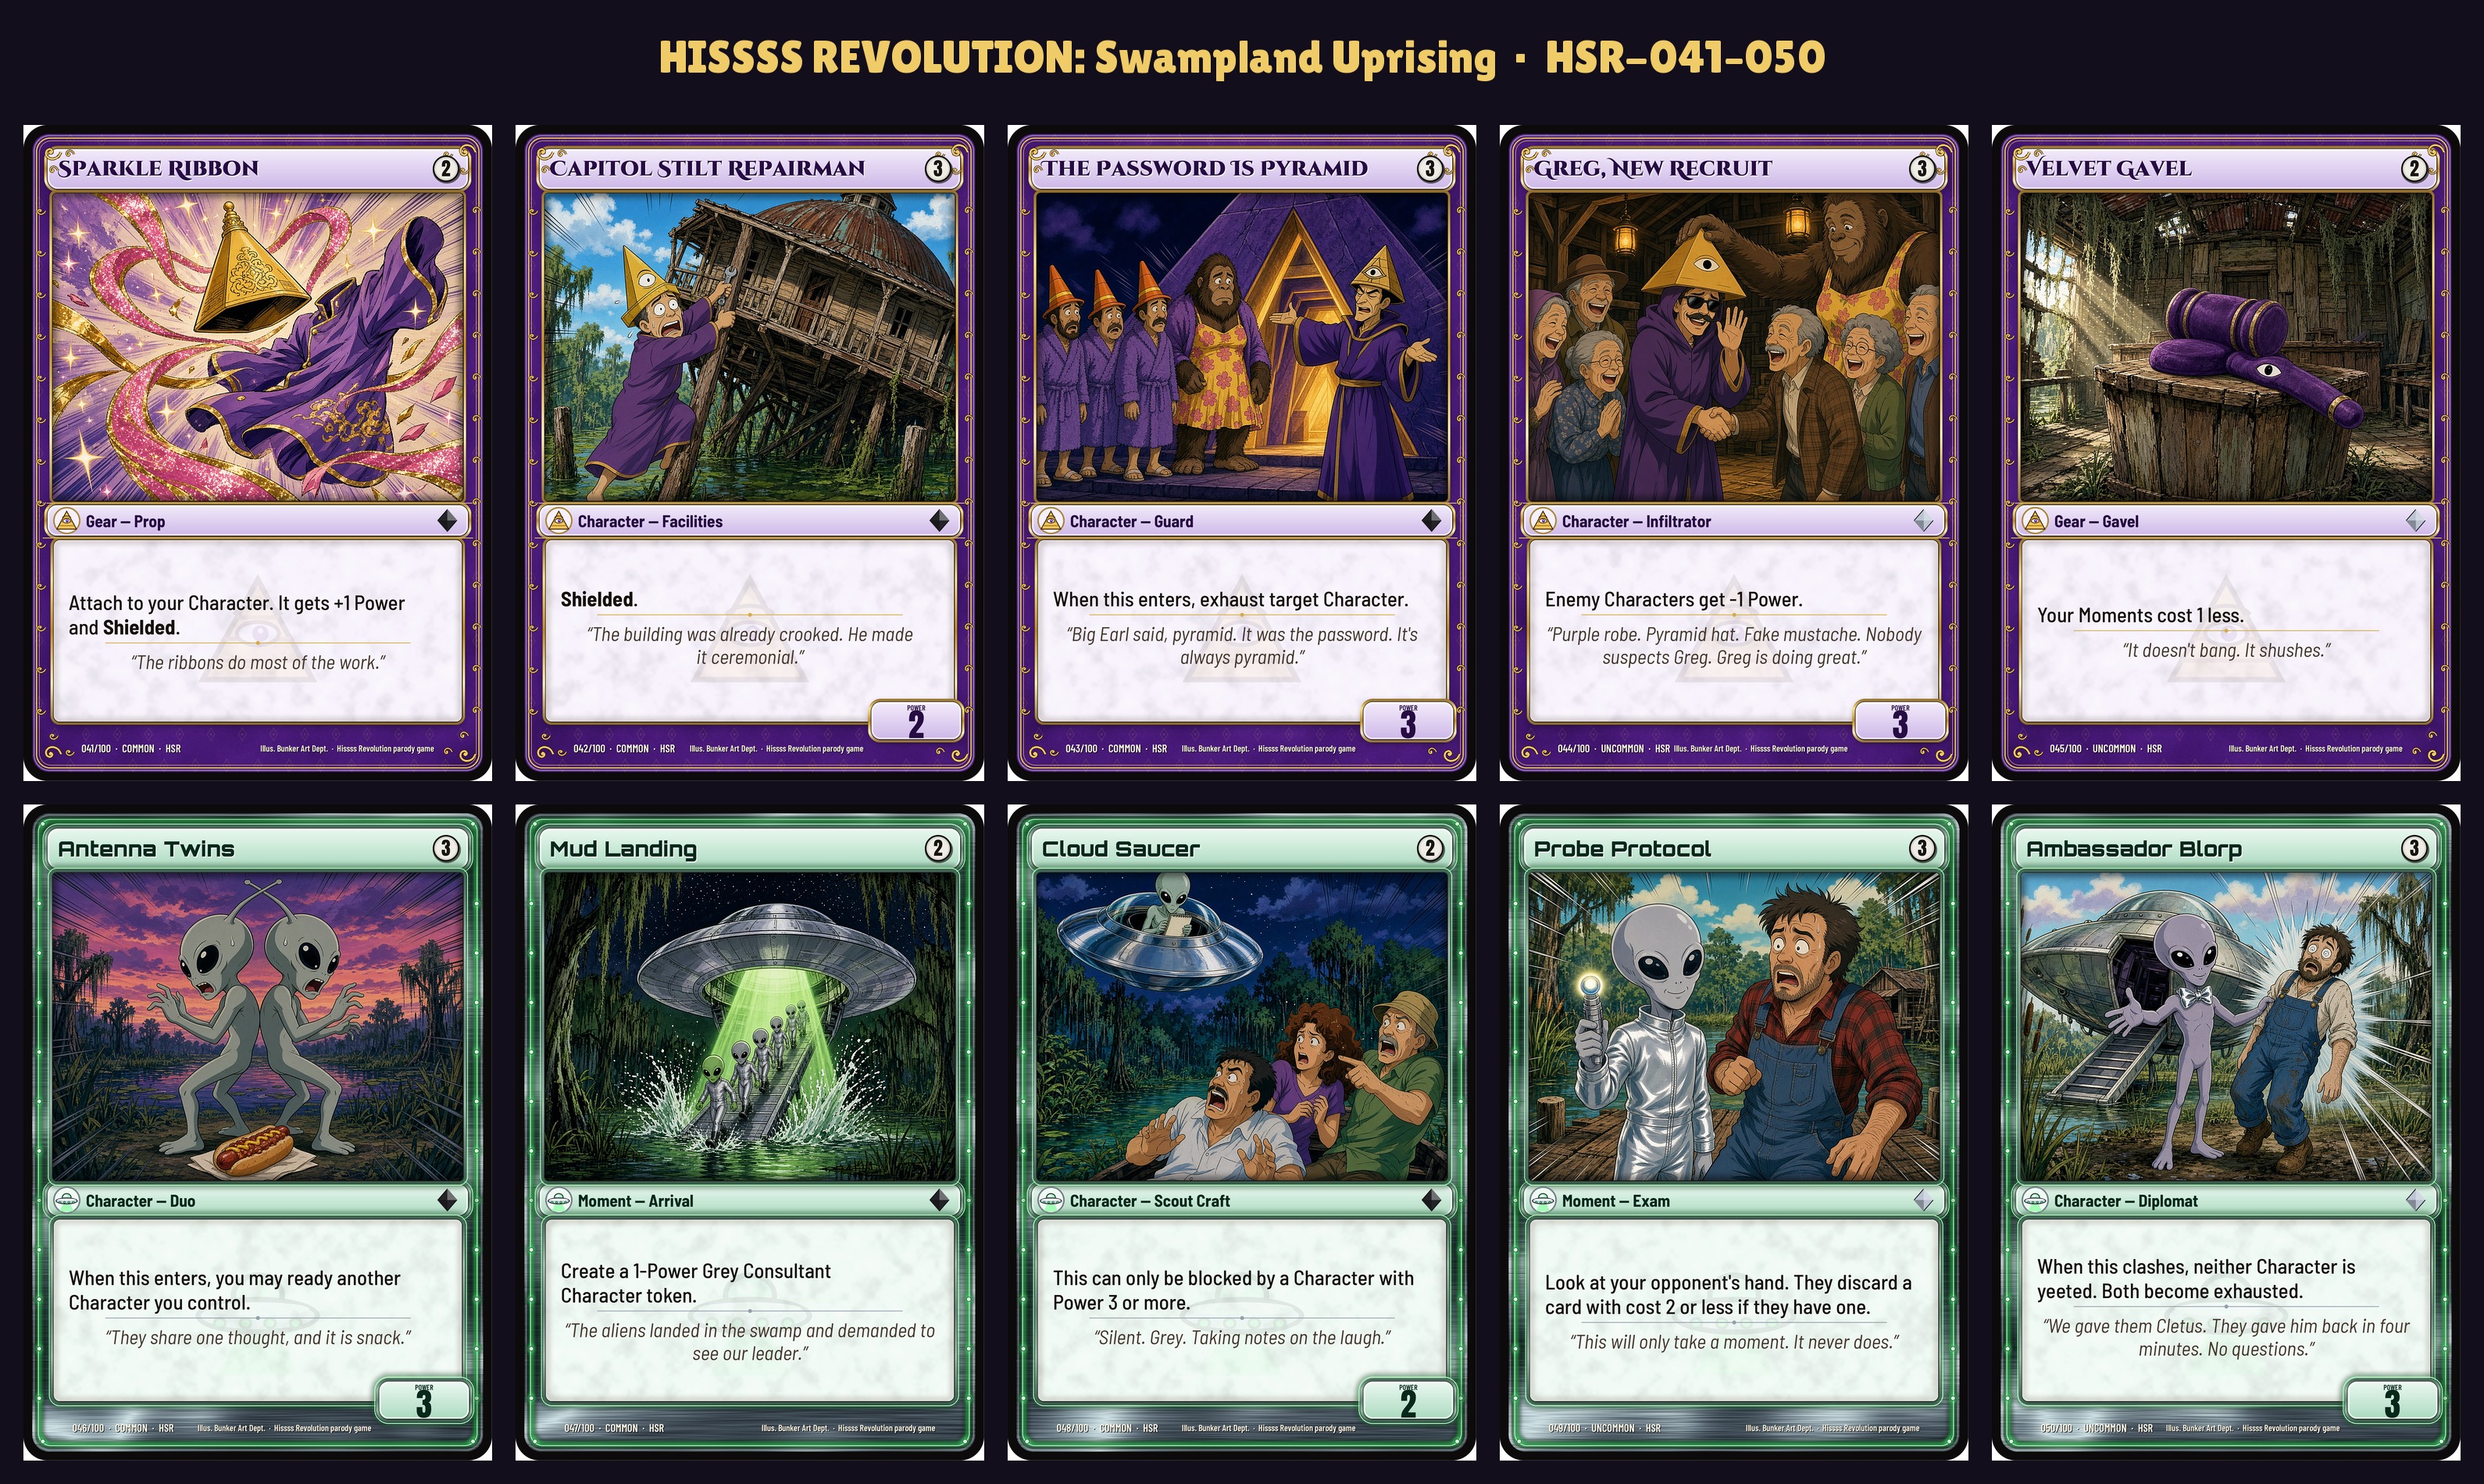 HISSSS REVOLUTION: Swampland Uprising · HSR-041-050
SPARKLE RIBBON 2
Gear – Prop
Attach to your Character. It gets +1 Power
and Shielded.
“The ribbons do most of the work.”
041/100 · COMMON · HSR Illus. Bunker Art Dept. · Hissss Revolution parody game
CAPITOL STILT REPAIRMAN 3
Character – Facilities
Shielded.
“The building was already crooked. He made
it ceremonial.”
POWER
2
042/100 · COMMON · HSR Illus. Bunker Art Dept. · Hissss Revolution parody game
THE PASSWORD IS PYRAMID 3
Character – Guard
When this enters, exhaust target Character.
“Big Earl said, pyramid. It was the password. It's
always pyramid.”
POWER
3
043/100 · COMMON · HSR Illus. Bunker Art Dept. · Hissss Revolution parody game
GREG, NEW RECRUIT 3
Character – Infiltrator
Enemy Characters get -1 Power.
“Purple robe. Pyramid hat. Fake mustache. Nobody
suspects Greg. Greg is doing great.”
POWER
3
044/100 · UNCOMMON · HSR Illus. Bunker Art Dept. · Hissss Revolution parody game
VELVET GAVEL 2
Gear – Gavel
Your Moments cost 1 less.
“It doesn't bang. It shushes.”
045/100 · UNCOMMON · HSR Illus. Bunker Art Dept. · Hissss Revolution parody game
Antenna Twins 3
Character – Duo
When this enters, you may ready another
Character you control.
“They share one thought, and it is snack.”
POWER
3
046/100 · COMMON · HSR Illus. Bunker Art Dept. · Hissss Revolution parody game
Mud Landing 2
Moment – Arrival
Create a 1-Power Grey Consultant
Character token.
“The aliens landed in the swamp and demanded to
see our leader.”
047/100 · COMMON · HSR Illus. Bunker Art Dept. · Hissss Revolution parody game
Cloud Saucer 2
Character – Scout Craft
This can only be blocked by a Character with
Power 3 or more.
“Silent. Grey. Taking notes on the laugh.”
POWER
2
048/100 · COMMON · HSR Illus. Bunker Art Dept. · Hissss Revolution parody game
Probe Protocol 3
Moment – Exam
Look at your opponent's hand. They discard a
card with cost 2 or less if they have one.
“This will only take a moment. It never does.”
049/100 · UNCOMMON · HSR Illus. Bunker Art Dept. · Hissss Revolution parody game
Ambassador Blorp 3
Character – Diplomat
When this clashes, neither Character is
yeeted. Both become exhausted.
“We gave them Cletus. They gave him back in four
minutes. No questions.”
POWER
3
050/100 · UNCOMMON · HSR Illus. Bunker Art Dept. · Hissss Revolution parody game